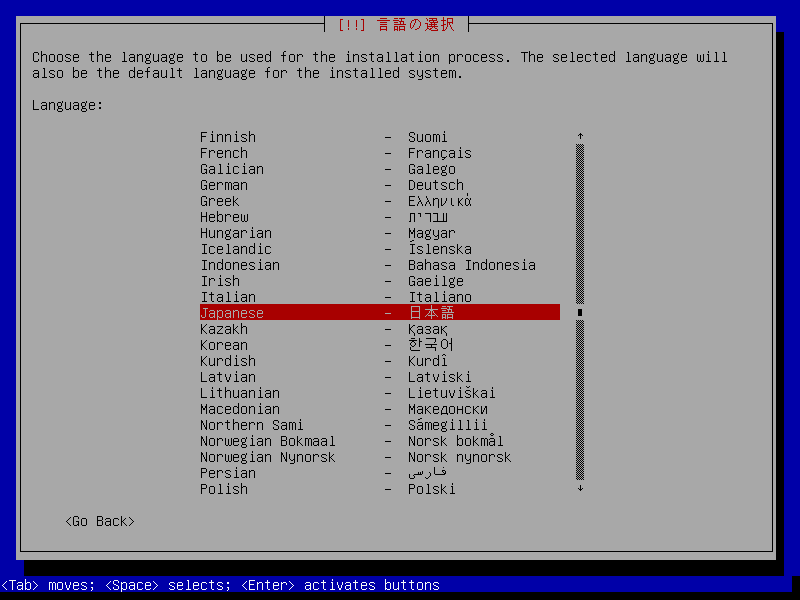 [!!] 言語の選択
Choose the language to be used for the installation process. The selected language will
also be the default language for the installed system.
Language:
Finnish - Suomi ↑
French - Français
Galician - Galego
German - Deutsch
Greek - Ελληνικά
Hebrew - עברית
Hungarian - Magyar
Icelandic - Íslenska
Indonesian - Bahasa Indonesia
Irish - Gaeilge
Italian - Italiano
Japanese - 日本語
Kazakh - Қазақ
Korean - 한국어
Kurdish - Kurdî
Latvian - Latviski
Lithuanian - Lietuviškai
Macedonian - Македонски
Northern Sami - Sámegillii
Norwegian Bokmaal - Norsk bokmål
Norwegian Nynorsk - Norsk nynorsk
Persian - فارسی
Polish - Polski ↓
<Go Back>
<Tab> moves; <Space> selects; <Enter> activates buttons